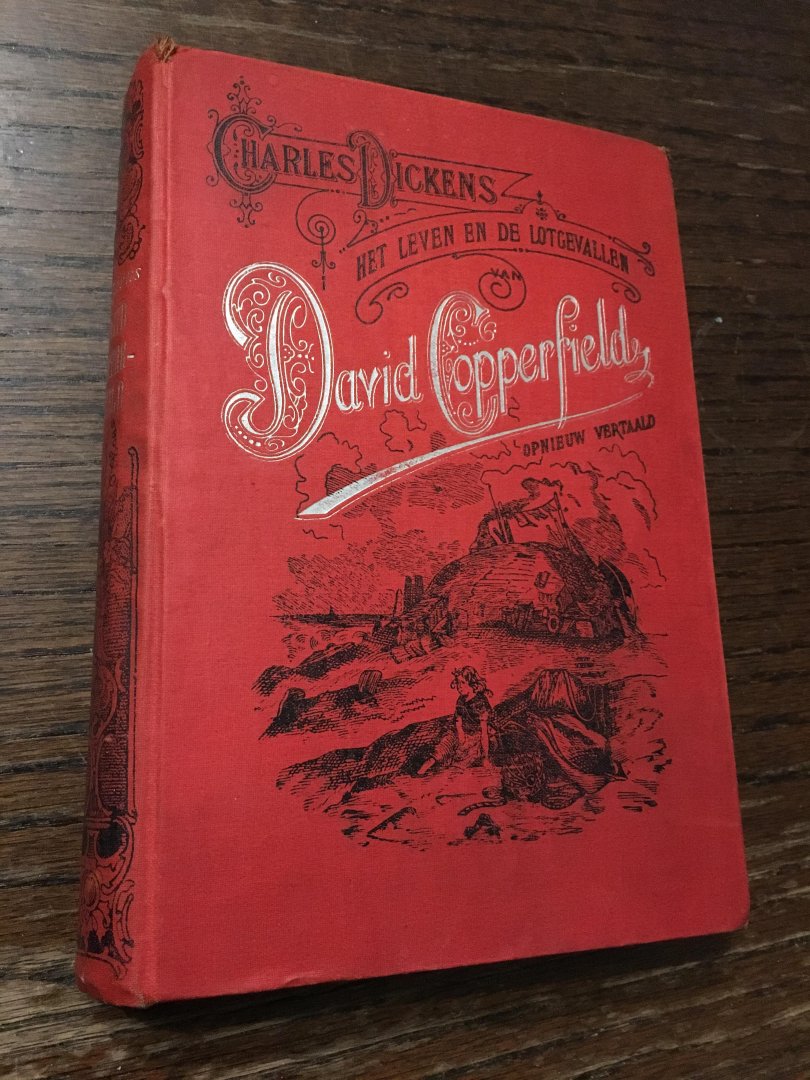 CHARLES DICKENS
HET LEVEN EN DE LOTGEVALLEN
VAN
David Copperfield
OPNIEUW VERTAALD